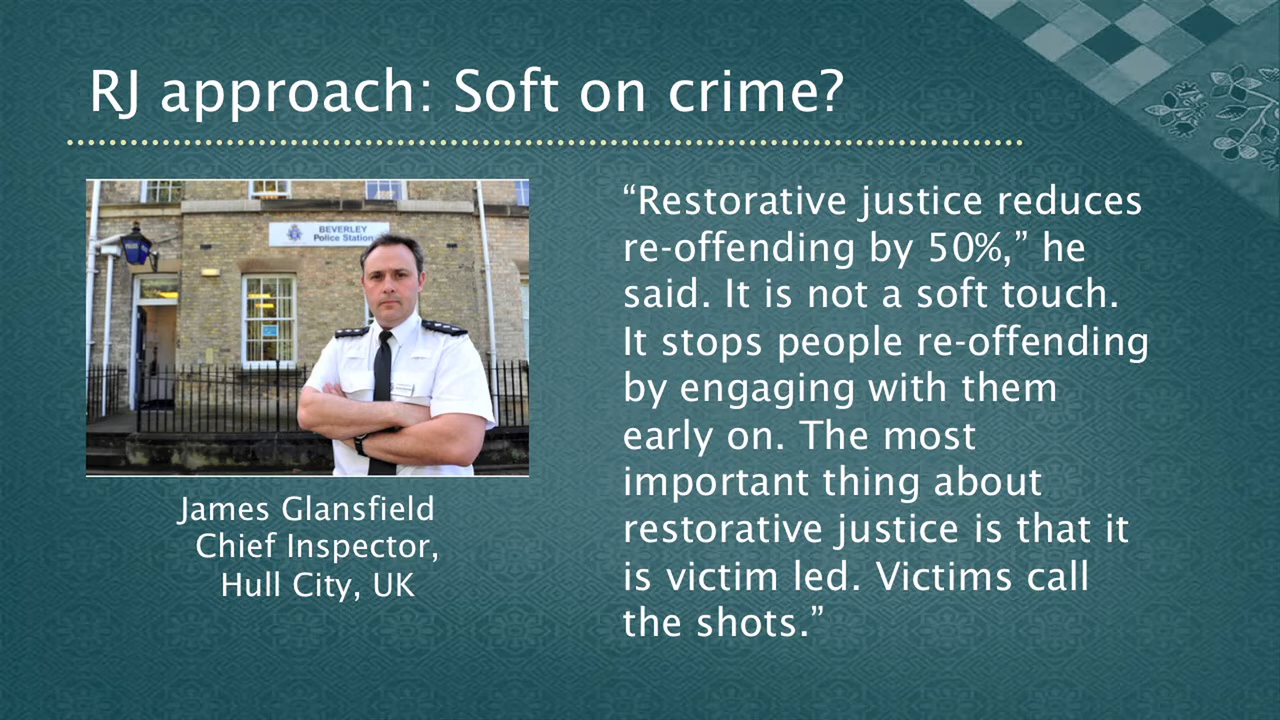 RJ approach: Soft on crime?
BEVERLEY
Police Station
POLICE
James Glansfield
Chief Inspector,
Hull City, UK
“Restorative justice reduces
re-offending by 50%,” he
said. It is not a soft touch.
It stops people re-offending
by engaging with them
early on. The most
important thing about
restorative justice is that it
is victim led. Victims call
the shots.”